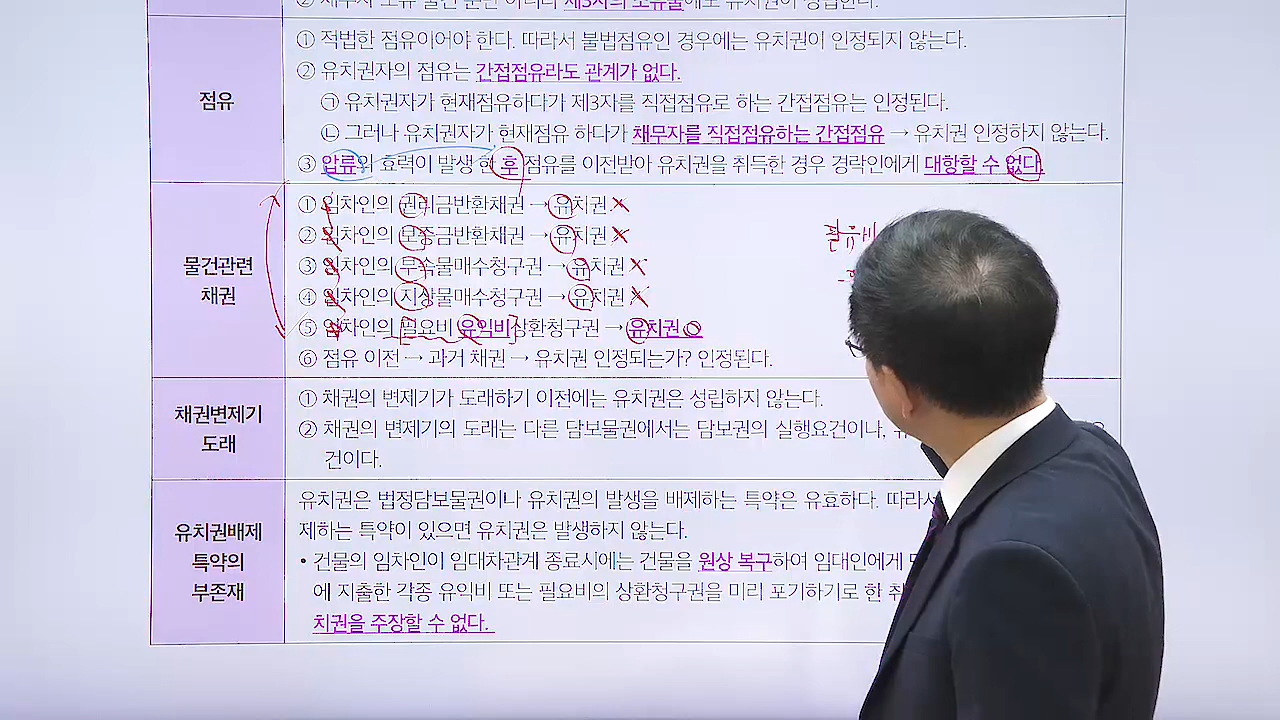 제3자의 소유물에도 유치권이 성립한다.
점유
① 적법한 점유이어야 한다. 따라서 불법점유인 경우에는 유치권이 인정되지 않는다.
② 유치권자의 점유는 간접점유라도 관계가 없다.
㉠ 유치권자가 현재점유하다가 제3자를 직접점유로 하는 간접점유는 인정된다.
㉡ 그러나 유치권자가 현재점유 하다가 채무자를 직접점유하는 간접점유 → 유치권 인정하지 않는다.
③ 압류의 효력이 발생 한 후 점유를 이전받아 유치권을 취득한 경우 경락인에게 대항할 수 없다.
물건관련
채권
① 임차인의 권리금반환채권 → 유치권 ×
② 임차인의 보증금반환채권 → 유치권 ×
③ 임차인의 부속물매수청구권 → 유치권 ×
④ 임차인의 지상물매수청구권 → 유치권 ×
⑤ 임차인의 필요비 유익비상환청구권 → 유치권 ○
⑥ 점유 이전 → 과거 채권 → 유치권 인정되는가? 인정된다.
채권변제기
도래
① 채권의 변제기가 도래하기 이전에는 유치권은 성립하지 않는다.
② 채권의 변제기의 도래는 다른 담보물권에서는 담보권의 실행요건이나,
건이다.
유치권배제
특약의
부존재
유치권은 법정담보물권이나 유치권의 발생을 배제하는 특약은 유효하다. 따라서
제하는 특약이 있으면 유치권은 발생하지 않는다.
• 건물의 임차인이 임대차관계 종료시에는 건물을 원상 복구하여 임대인에게
에 지출한 각종 유익비 또는 필요비의 상환청구권을 미리 포기하기로 한
치권을 주장할 수 없다.